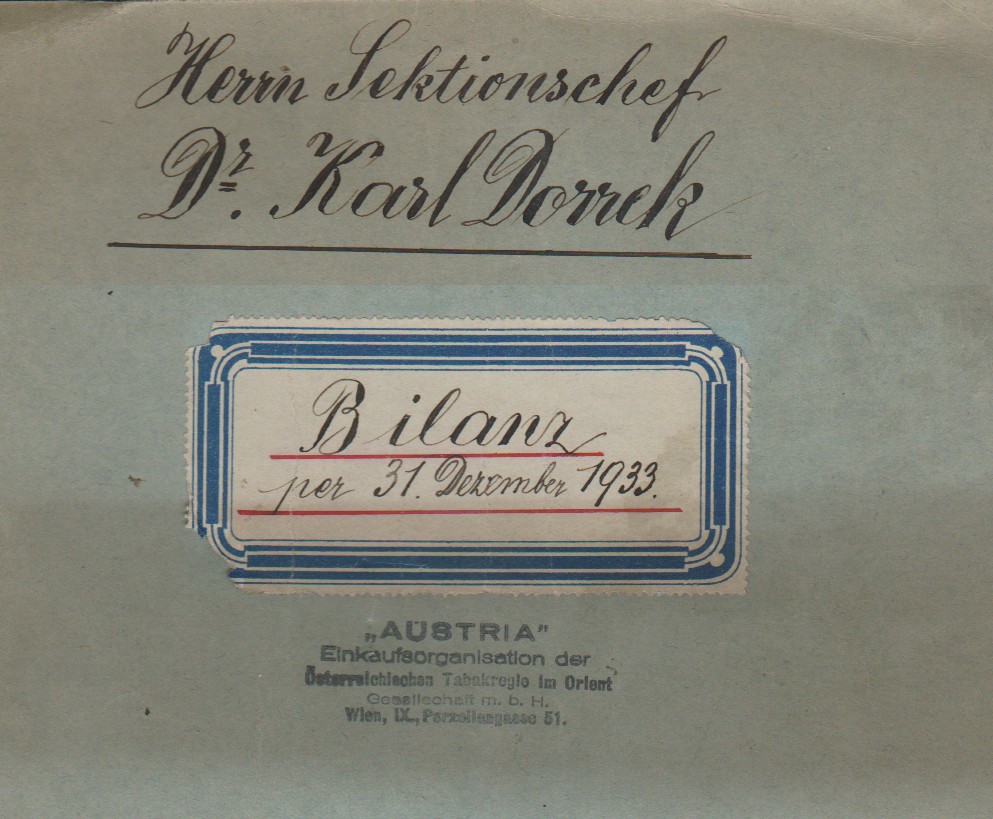 Herrn Sektionschef
Dr. Karl Dorrek
Bilanz
per 31. Dezember 1933.
„AUSTRIA"
Einkaufsorganisation der
Österreichischen Tabakregie im Orient
Gesellschaft m. b. H.
Wien, IX., Porzellangasse 51.